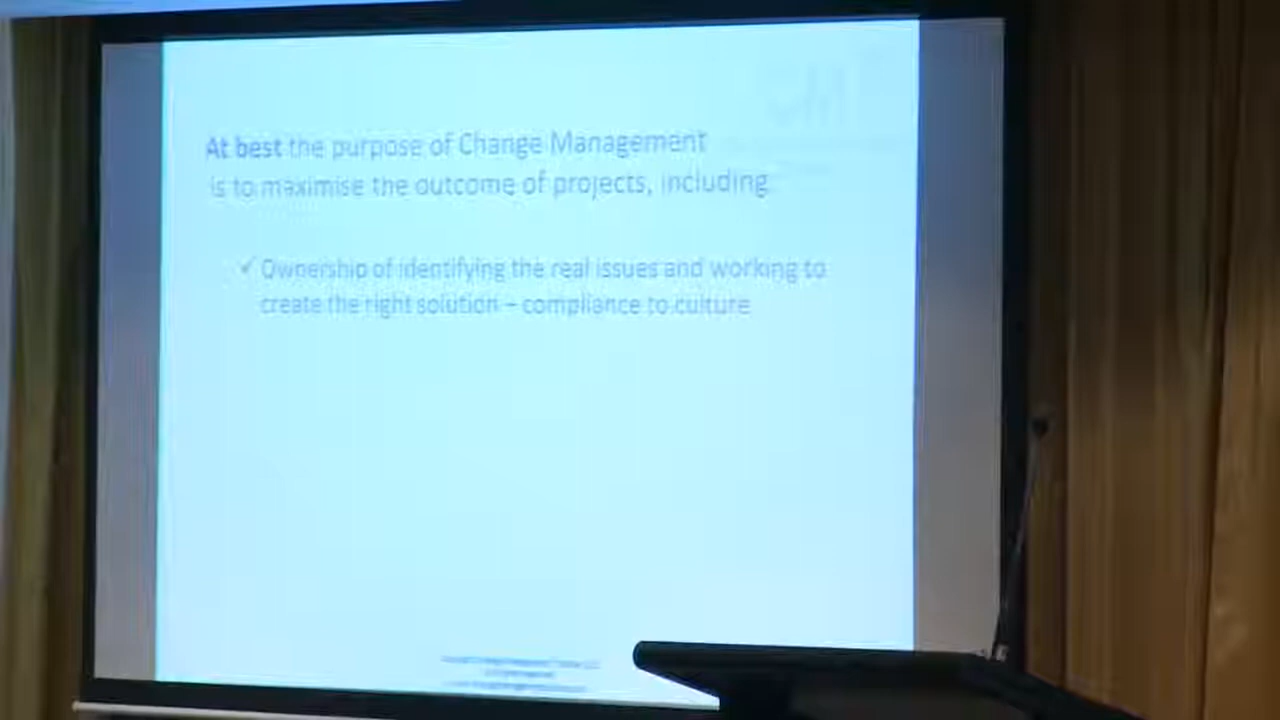 At best the purpose of Change Management
is to maximise the outcome of projects, including
✓ Ownership of identifying the real issues and working to
create the right solution – compliance to culture